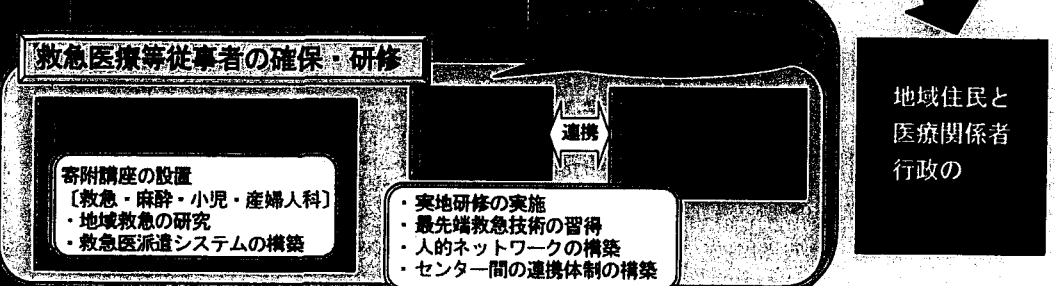 救急医療等従事者の確保・研修
連携
寄附講座の設置
〔救急・麻酔・小児・産婦人科〕
・地域救急の研究
・救急医派遣システムの構築
・実地研修の実施
・最先端救急技術の習得
・人的ネットワークの構築
・センター間の連携体制の構築
地域住民と
医療関係者
行政の